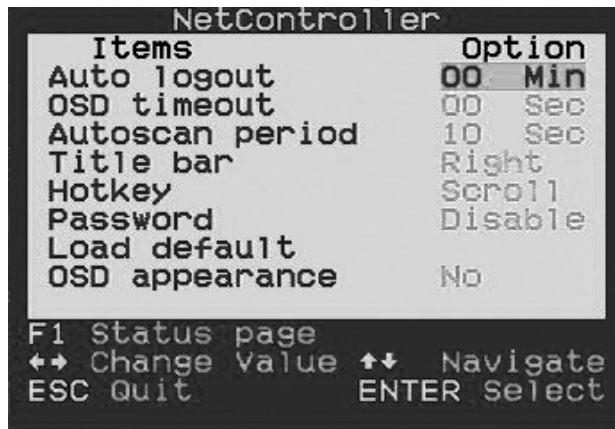 NetController
Items Option
Auto logout 00 Min
OSD timeout 00 Sec
Autoscan period 10 Sec
Title bar Right
Hotkey Scroll
Password Disable
Load default
OSD appearance No
F1 Status page
↔ Change Value ↑↓ Navigate
ESC Quit ENTER Select